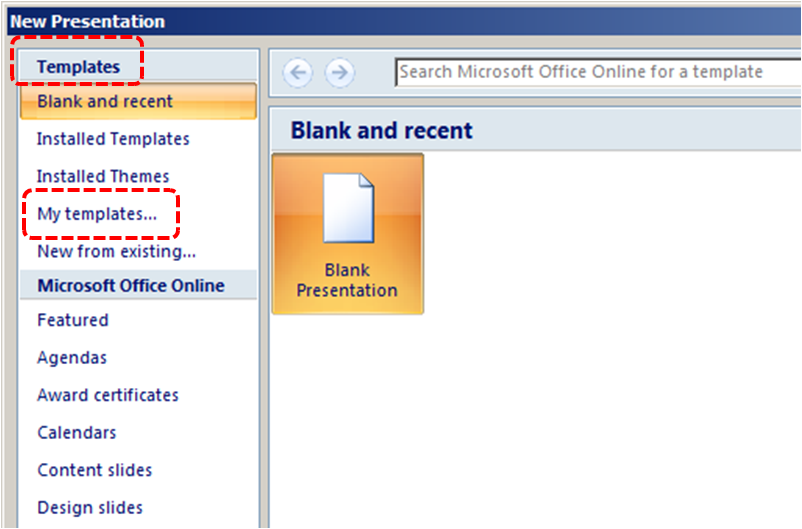 New Presentation
Templates
Blank and recent
Installed Templates
Installed Themes
My templates...
New from existing...
Microsoft Office Online
Featured
Agendas
Award certificates
Calendars
Content slides
Design slides
Search Microsoft Office Online for a template
Blank and recent
Blank
Presentation